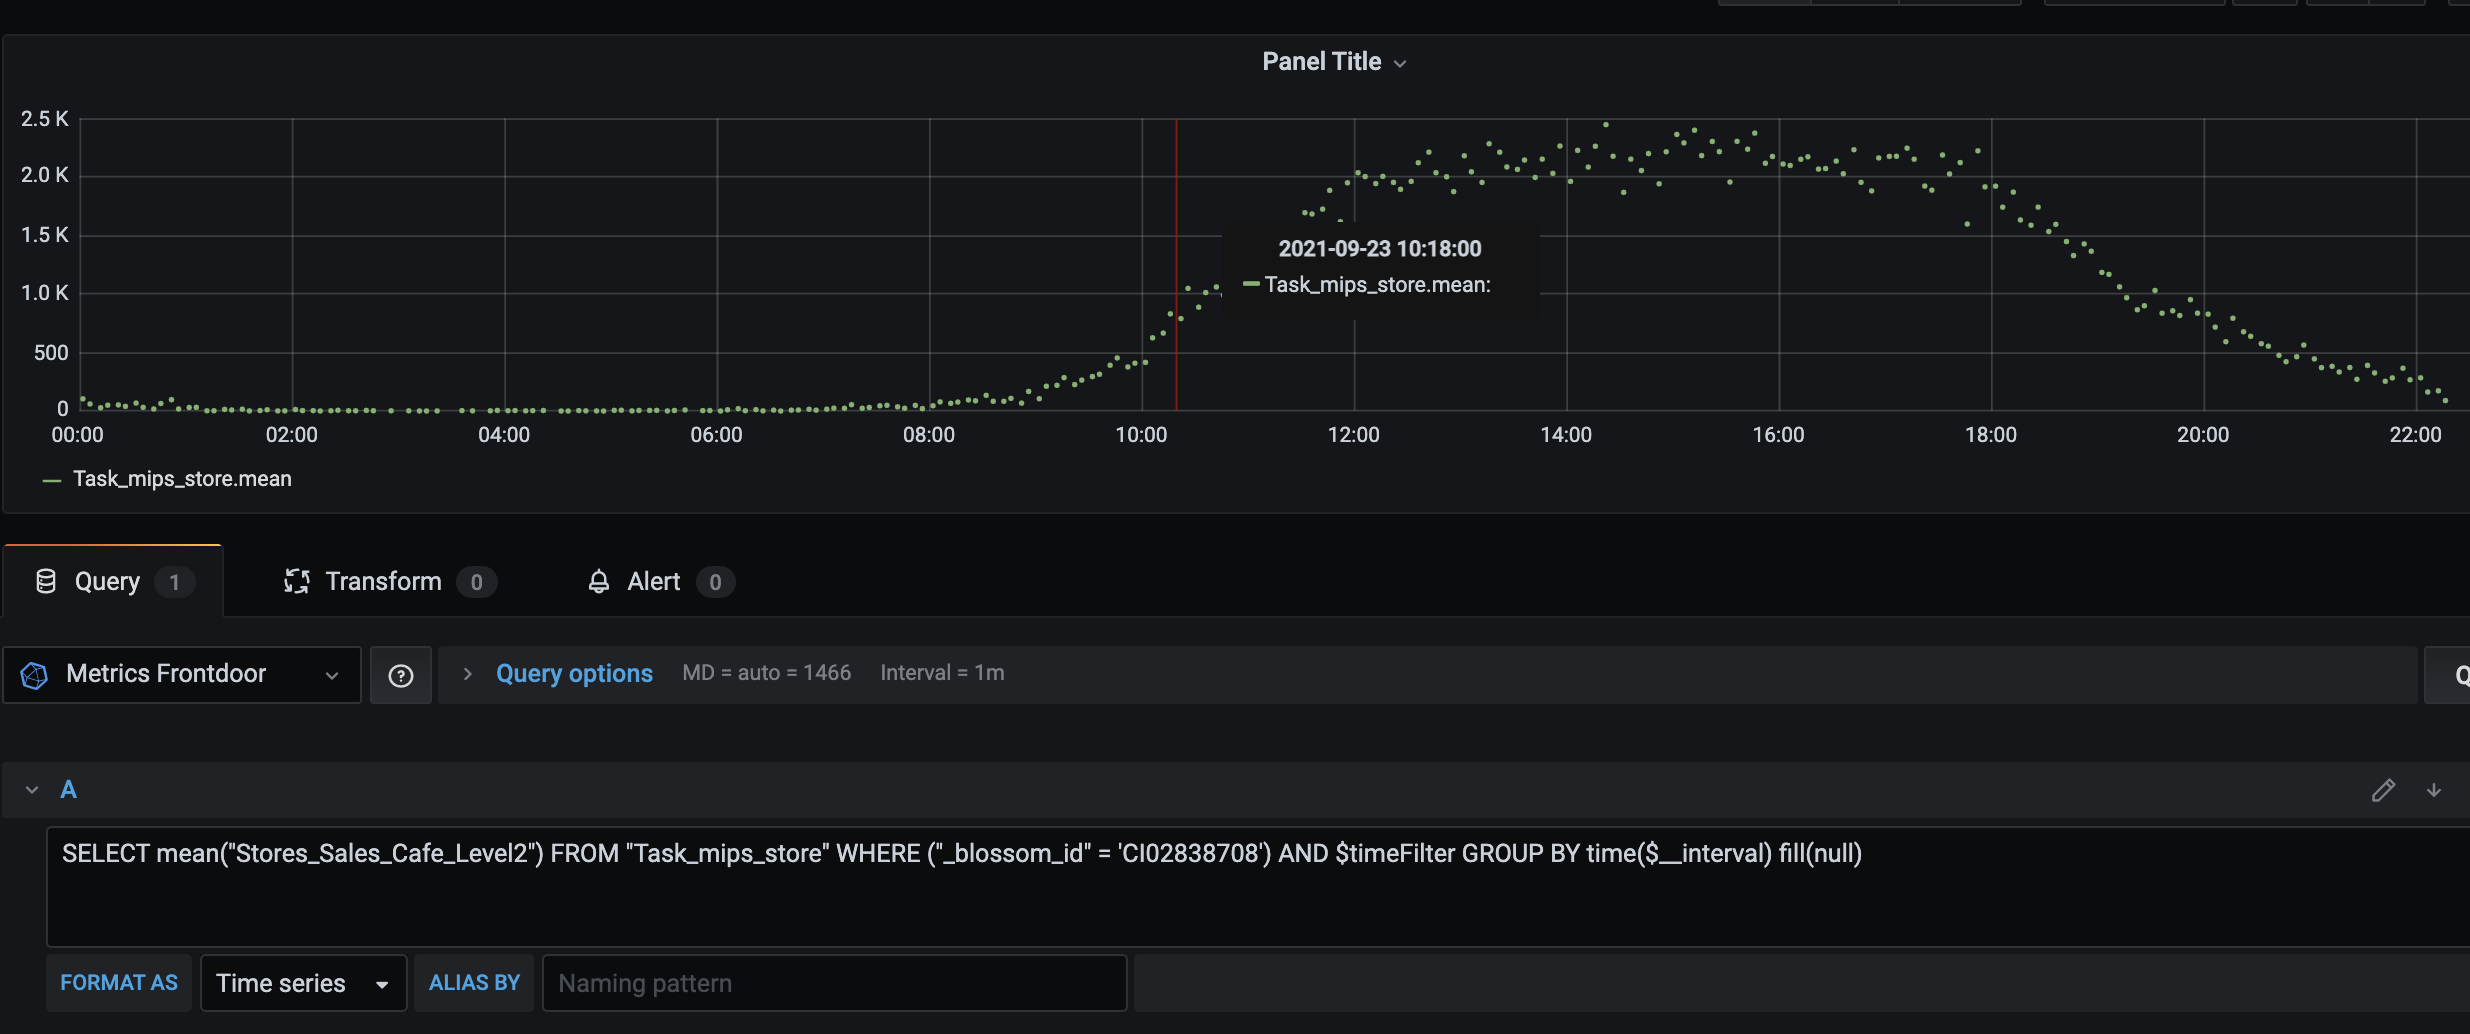 Panel Title
2.5 K
2.0 K
1.5 K
1.0 K
500
0
2021-09-23 10:18:00
Task_mips_store.mean:
00:00 02:00 04:00 06:00 08:00 10:00 12:00 14:00 16:00 18:00 20:00 22:00
Task_mips_store.mean
Query 1 Transform 0 Alert 0
Metrics Frontdoor ? Query options MD = auto = 1466 Interval = 1m
A
SELECT mean("Stores_Sales_Cafe_Level2") FROM "Task_mips_store" WHERE ("_blossom_id" = 'CI02838708') AND $timeFilter GROUP BY time($__interval) fill(null)
FORMAT AS Time series ALIAS BY Naming pattern